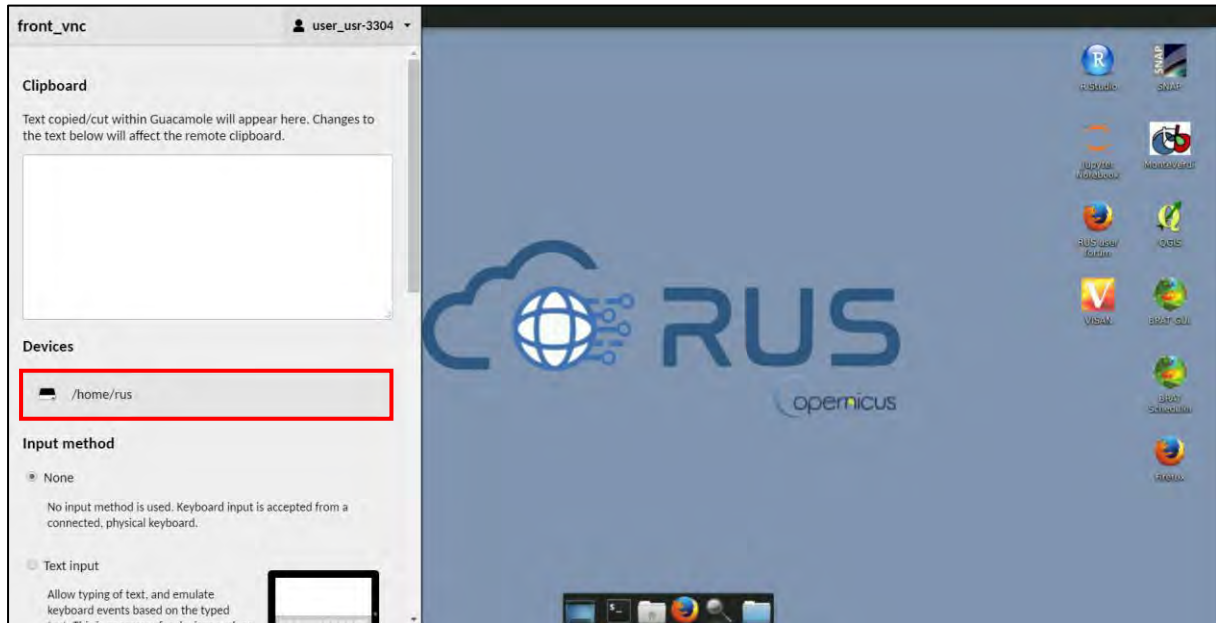 front_vnc
user_usr-3304
Clipboard
Text copied/cut within Guacamole will appear here. Changes to
the text below will affect the remote clipboard.
Devices
/home/rus
Input method
None
No input method is used. Keyboard input is accepted from a
connected, physical keyboard.
Text input
Allow typing of text, and emulate
keyboard events based on the typed
RUS
opernicus
R Studio
SNAP
SNAP
Jupyter
Notebook
Monteverdi
RUS user
forum
QGIS
VISAN
BRAT GUI
BRAT
Scheduler
Firefox